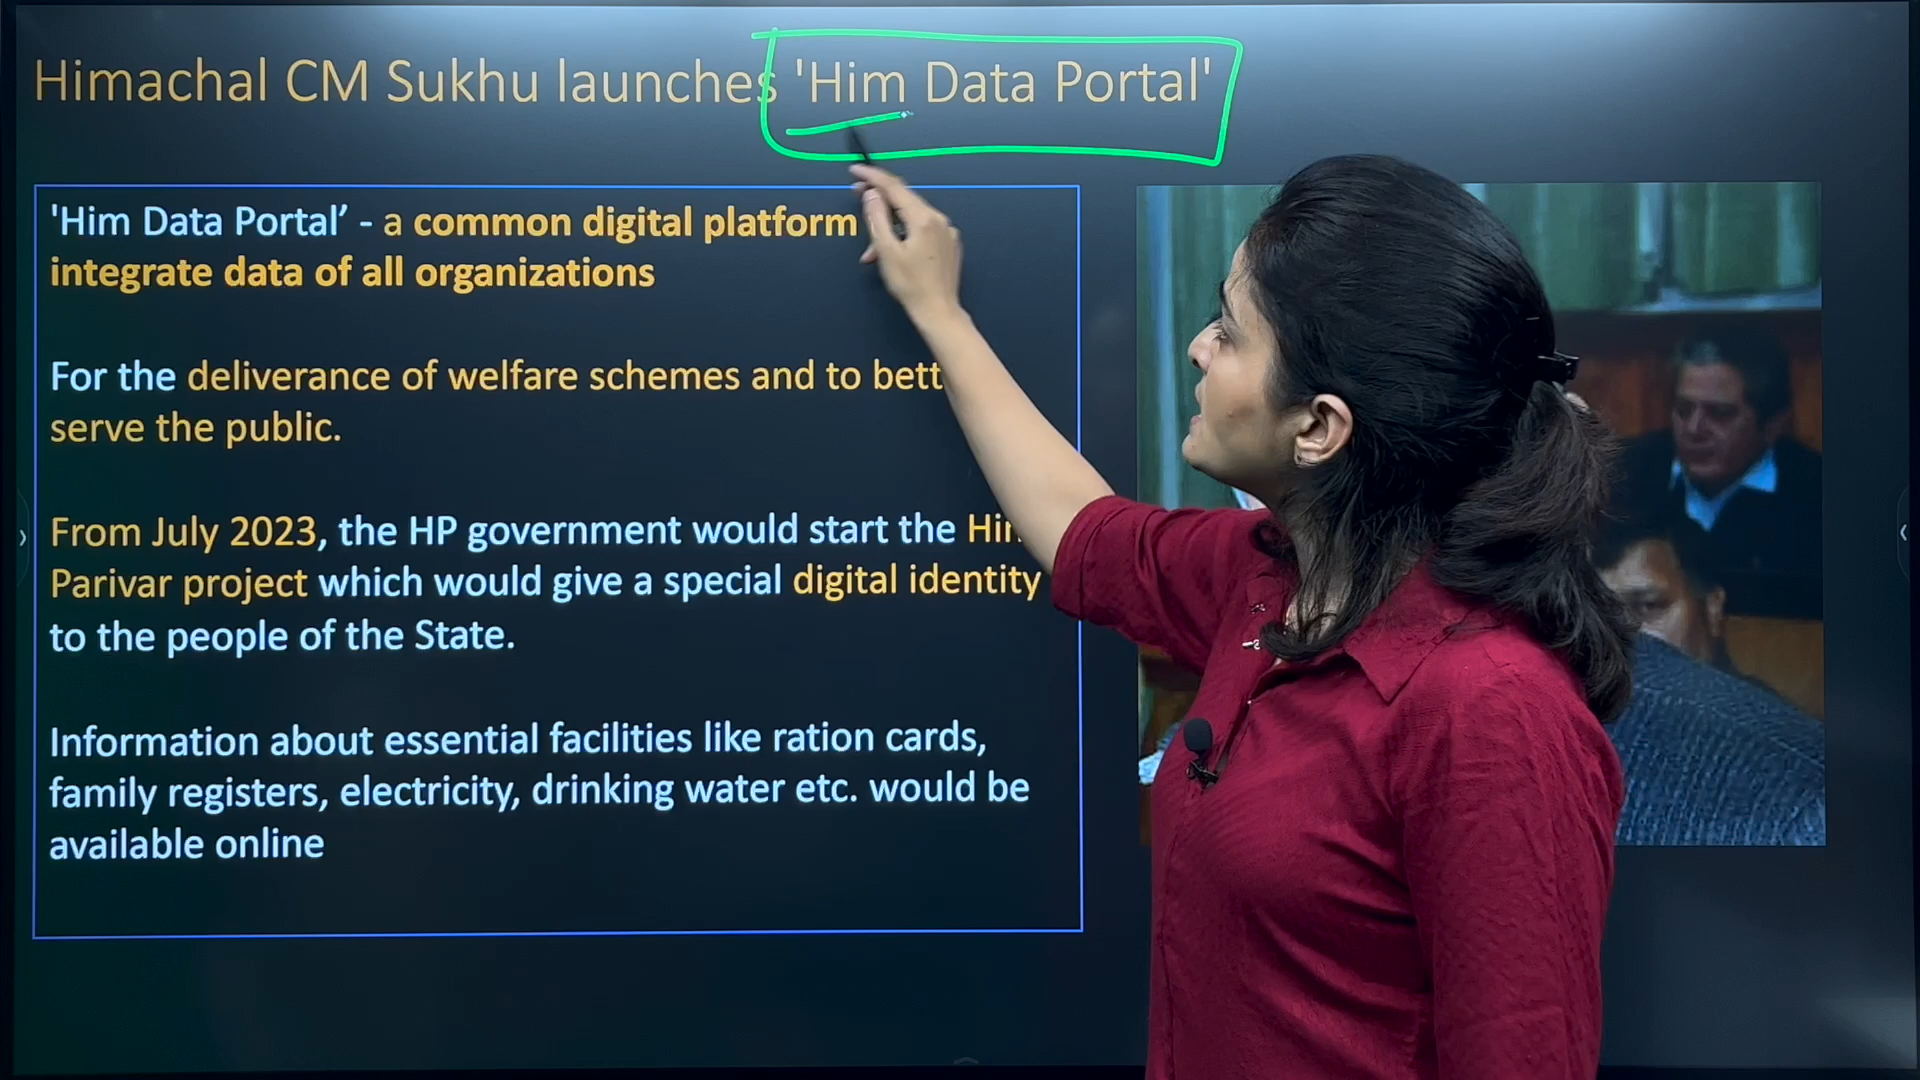 Himachal CM Sukhu launches 'Him Data Portal'
'Him Data Portal’ - a common digital platform
integrate data of all organizations
For the deliverance of welfare schemes and to
serve the public.
From July 2023, the HP government would start the
Parivar project which would give a special digital identity
to the people of the State.
Information about essential facilities like ration cards,
family registers, electricity, drinking water etc. would be
available online